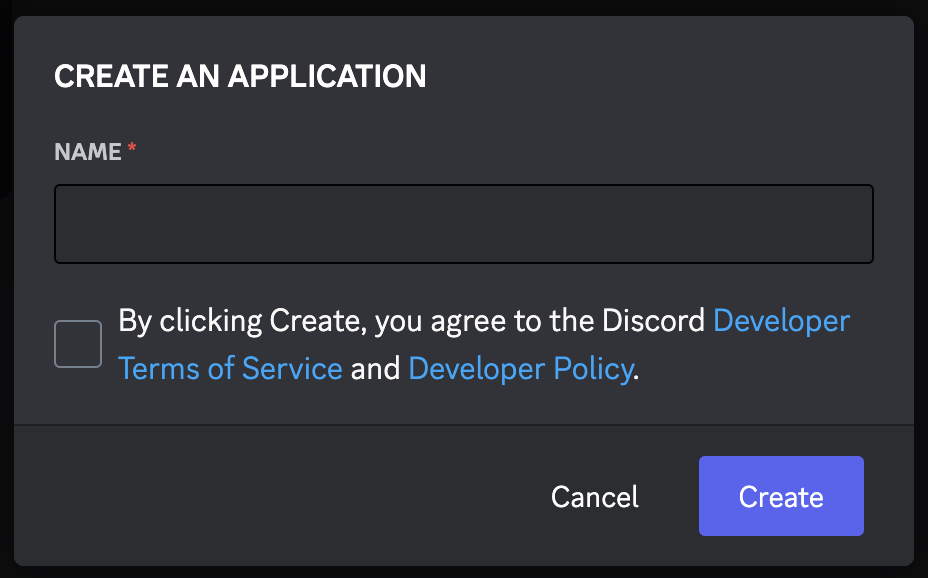 CREATE AN APPLICATION
NAME *
By clicking Create, you agree to the Discord Developer
Terms of Service and Developer Policy.
Cancel
Create